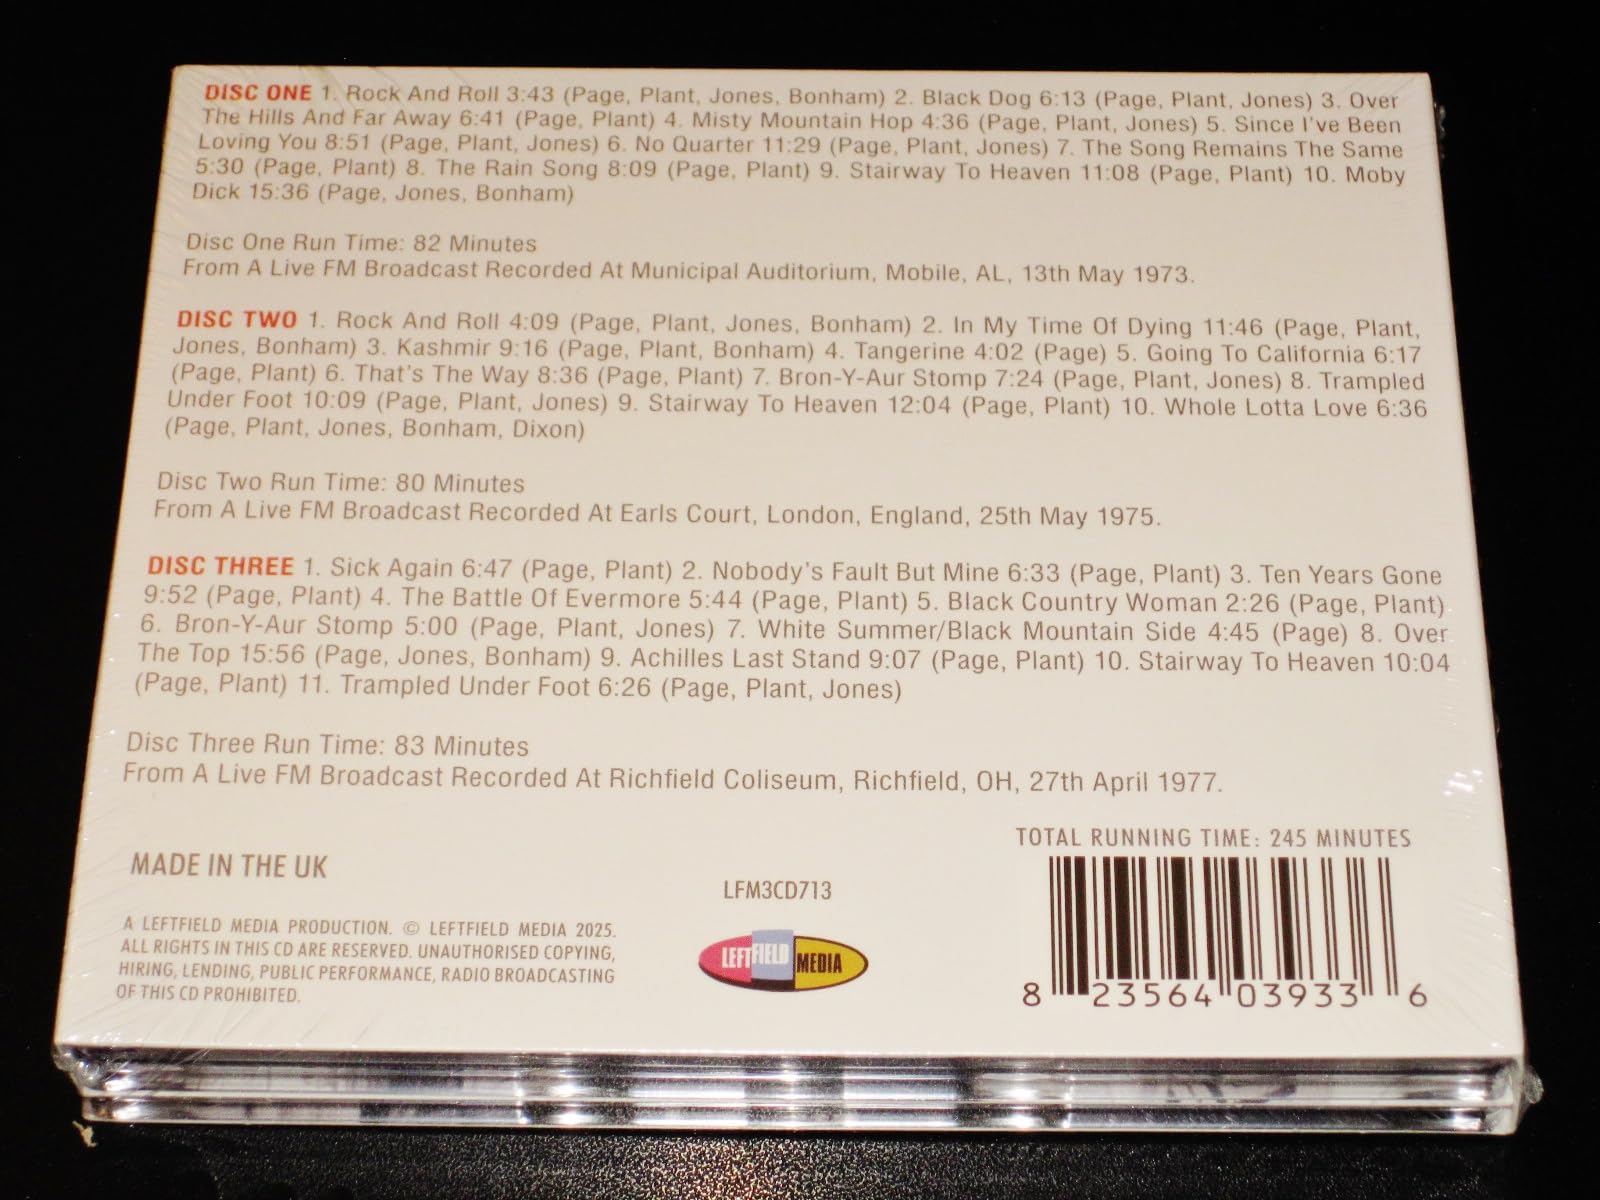 DISC ONE 1. Rock And Roll 3:43 (Page, Plant, Jones, Bonham) 2. Black Dog 6:13 (Page, Plant, Jones) 3. Over
The Hills And Far Away 6:41 (Page, Plant) 4. Misty Mountain Hop 4:36 (Page, Plant, Jones) 5. Since I've Been
Loving You 8:51 (Page, Plant, Jones) 6. No Quarter 11:29 (Page, Plant, Jones) 7. The Song Remains The Same
5:30 (Page, Plant) 8. The Rain Song 8:09 (Page, Plant) 9. Stairway To Heaven 11:08 (Page, Plant) 10. Moby
Dick 15:36 (Page, Jones, Bonham)
Disc One Run Time: 82 Minutes
From A Live FM Broadcast Recorded At Municipal Auditorium, Mobile, AL, 13th May 1973.
DISC TWO 1. Rock And Roll 4:09 (Page, Plant, Jones, Bonham) 2. In My Time Of Dying 11:46 (Page, Plant,
Jones, Bonham) 3. Kashmir 9:16 (Page, Plant, Bonham) 4. Tangerine 4:02 (Page) 5. Going To California 6:17
(Page, Plant) 6. That's The Way 8:36 (Page, Plant) 7. Bron-Y-Aur Stomp 7:24 (Page, Plant, Jones) 8. Trampled
Under Foot 10:09 (Page, Plant, Jones) 9. Stairway To Heaven 12:04 (Page, Plant) 10. Whole Lotta Love 6:36
(Page, Plant, Jones, Bonham, Dixon)
Disc Two Run Time: 80 Minutes
From A Live FM Broadcast Recorded At Earls Court, London, England, 25th May 1975.
DISC THREE 1. Sick Again 6:47 (Page, Plant) 2. Nobody's Fault But Mine 6:33 (Page, Plant) 3. Ten Years Gone
9:52 (Page, Plant) 4. The Battle Of Evermore 5:44 (Page, Plant) 5. Black Country Woman 2:26 (Page, Plant)
6. Bron-Y-Aur Stomp 5:00 (Page, Plant, Jones) 7. White Summer/Black Mountain Side 4:45 (Page) 8. Over
The Top 15:56 (Page, Jones, Bonham) 9. Achilles Last Stand 9:07 (Page, Plant) 10. Stairway To Heaven 10:04
(Page, Plant) 11. Trampled Under Foot 6:26 (Page, Plant, Jones)
Disc Three Run Time: 83 Minutes
From A Live FM Broadcast Recorded At Richfield Coliseum, Richfield, OH, 27th April 1977.
TOTAL RUNNING TIME: 245 MINUTES
MADE IN THE UK
LFM3CD713
A LEFTFIELD MEDIA PRODUCTION. © LEFTFIELD MEDIA 2025.
ALL RIGHTS IN THIS CD ARE RESERVED. UNAUTHORISED COPYING,
HIRING, LENDING, PUBLIC PERFORMANCE, RADIO BROADCASTING
OF THIS CD PROHIBITED.
LEFTFIELD MEDIA
8 23564 03933 6